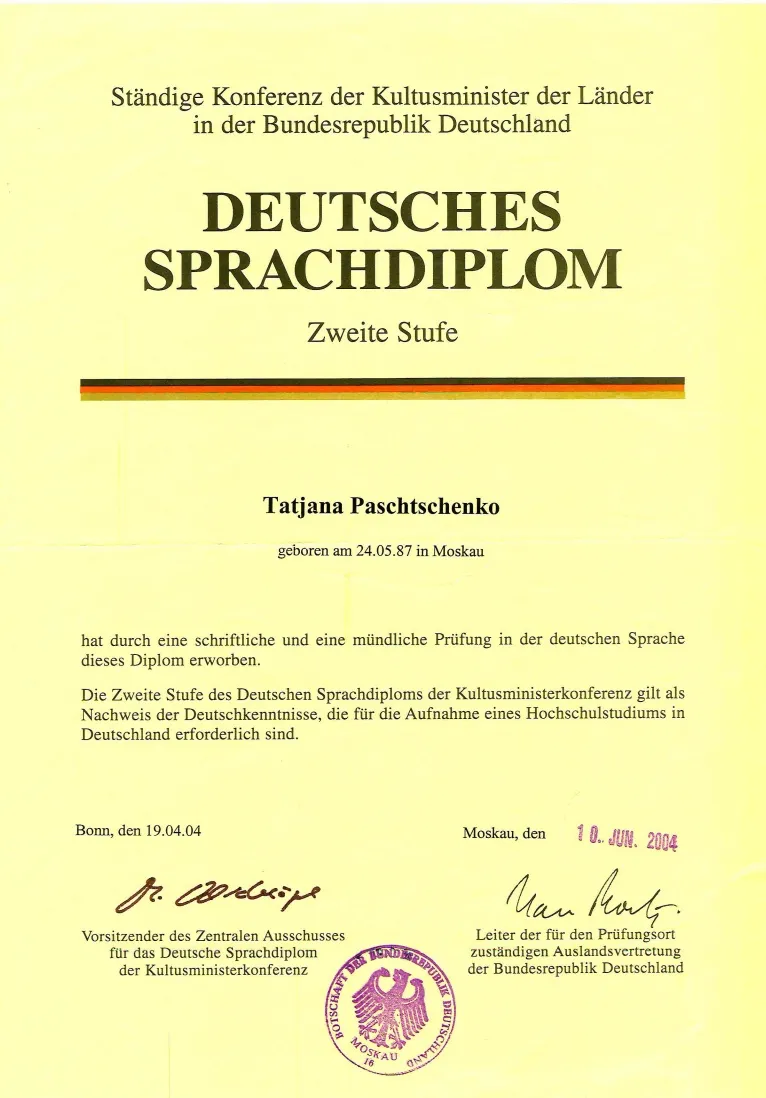 Ständige Konferenz der Kultusminister der Länder
in der Bundesrepublik Deutschland
DEUTSCHES
SPRACHDIPLOM
Zweite Stufe
Tatjana Paschtschenko
geboren am 24.05.87 in Moskau
hat durch eine schriftliche und eine mündliche Prüfung in der deutschen Sprache
dieses Diplom erworben.
Die Zweite Stufe des Deutschen Sprachdiploms der Kultusministerkonferenz gilt als
Nachweis der Deutschkenntnisse, die für die Aufnahme eines Hochschulstudiums in
Deutschland erforderlich sind.
Bonn, den 19.04.04
Moskau, den 10. JUN. 2004
Vorsitzender des Zentralen Ausschusses
für das Deutsche Sprachdiplom
der Kultusministerkonferenz
Leiter der für den Prüfungsort
zuständigen Auslandsvertretung
der Bundesrepublik Deutschland
BOTSCHAFT DER BUNDESREPUBLIK DEUTSCHLAND
MOSKAU
16